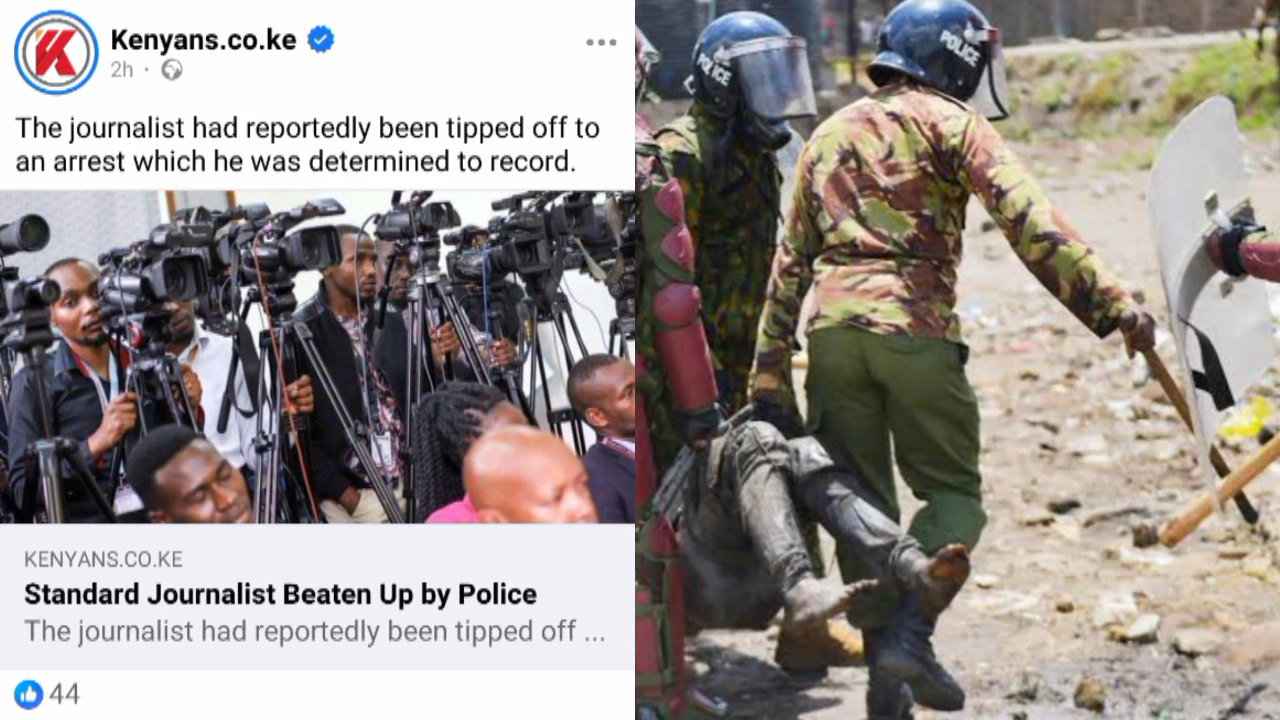 Kenyans.co.ke
2h ·
The journalist had reportedly been tipped off to
an arrest which he was determined to record.
KENYANS.CO.KE
Standard Journalist Beaten Up by Police
The journalist had reportedly been tipped off ...
44
POLICE
POLICE